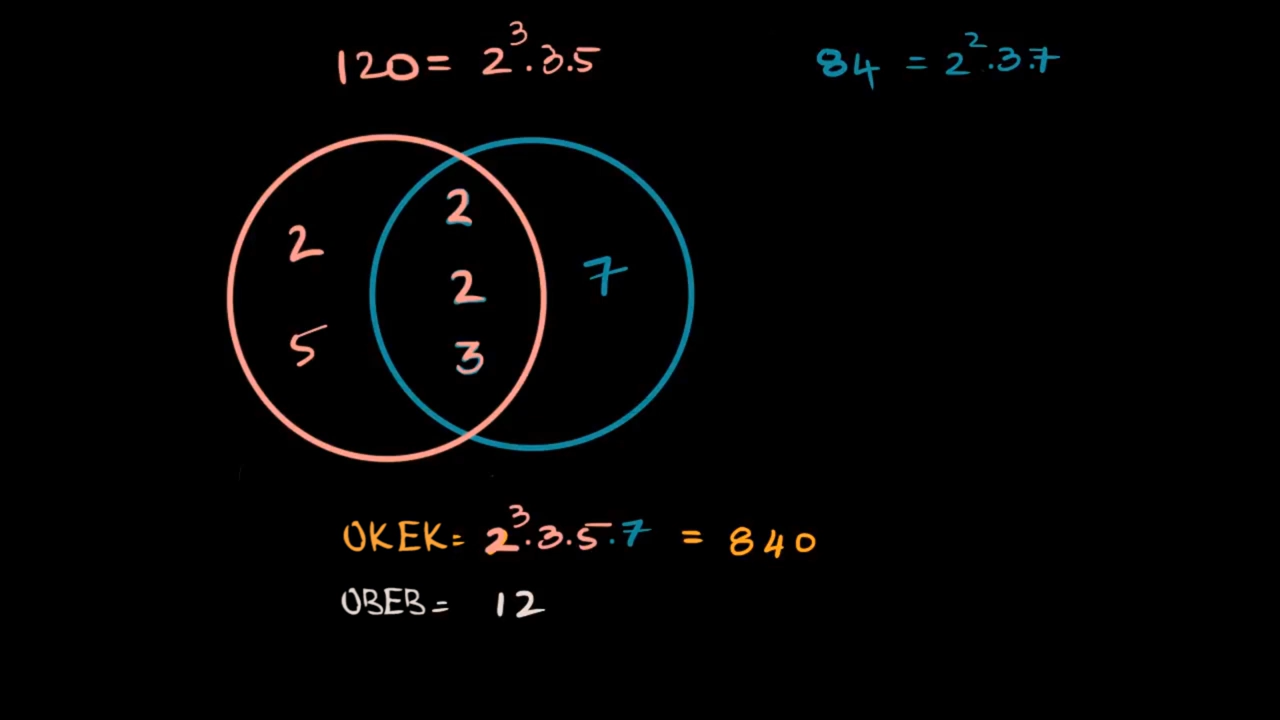 120 = 2³.3.5
84 = 2².3.7
2
2
7
2
5
3
OKEK = 2³.3.5.7 = 840
OBEB = 12